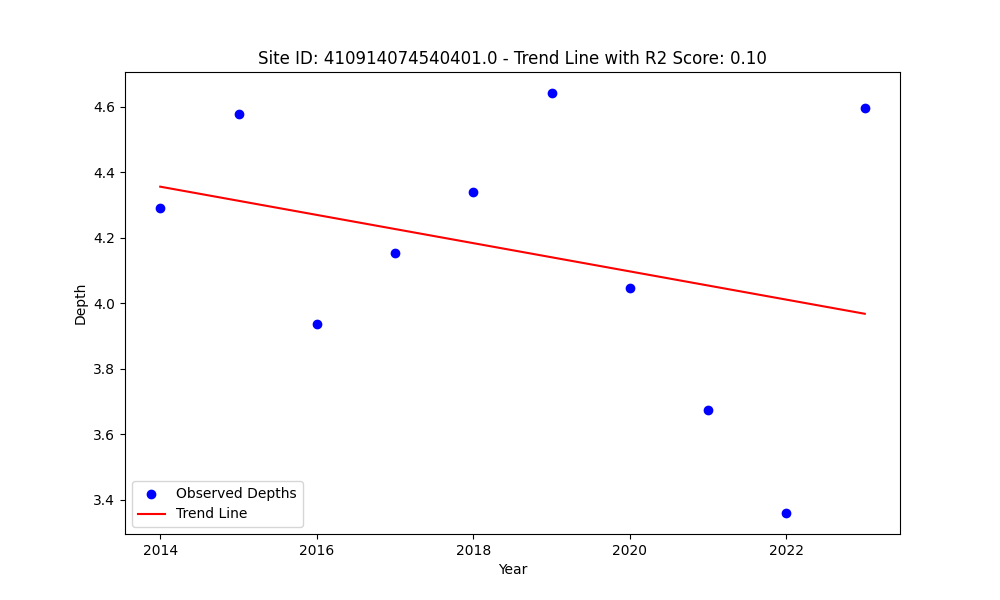 Site ID: 410914074540401.0 - Trend Line with R2 Score: 0.10
4.6
4.4
4.2
4.0
3.8
3.6
3.4
Depth
Observed Depths
Trend Line
2014 2016 2018 2020 2022
Year